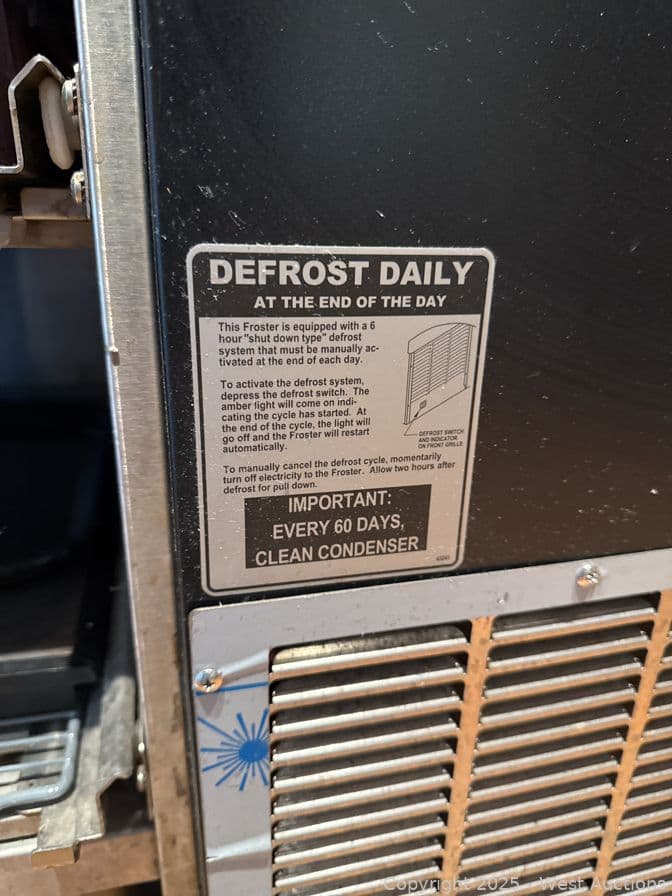 DEFROST DAILY
AT THE END OF THE DAY
This Froster is equipped with a 6
hour "shut down type" defrost
system that must be manually ac-
tivated at the end of each day.
To activate the defrost system,
depress the defrost switch. The
amber light will come on indi-
cating the cycle has started. At
the end of the cycle, the light will
go off and the Froster will restart
automatically.
DEFROST SWITCH
AND INDICATOR
ON FRONT GRILLE
To manually cancel the defrost cycle, momentarily
turn off electricity to the Froster. Allow two hours after
defrost for pull down.
IMPORTANT:
EVERY 60 DAYS,
CLEAN CONDENSER
Copyright 2025 - West Auctions